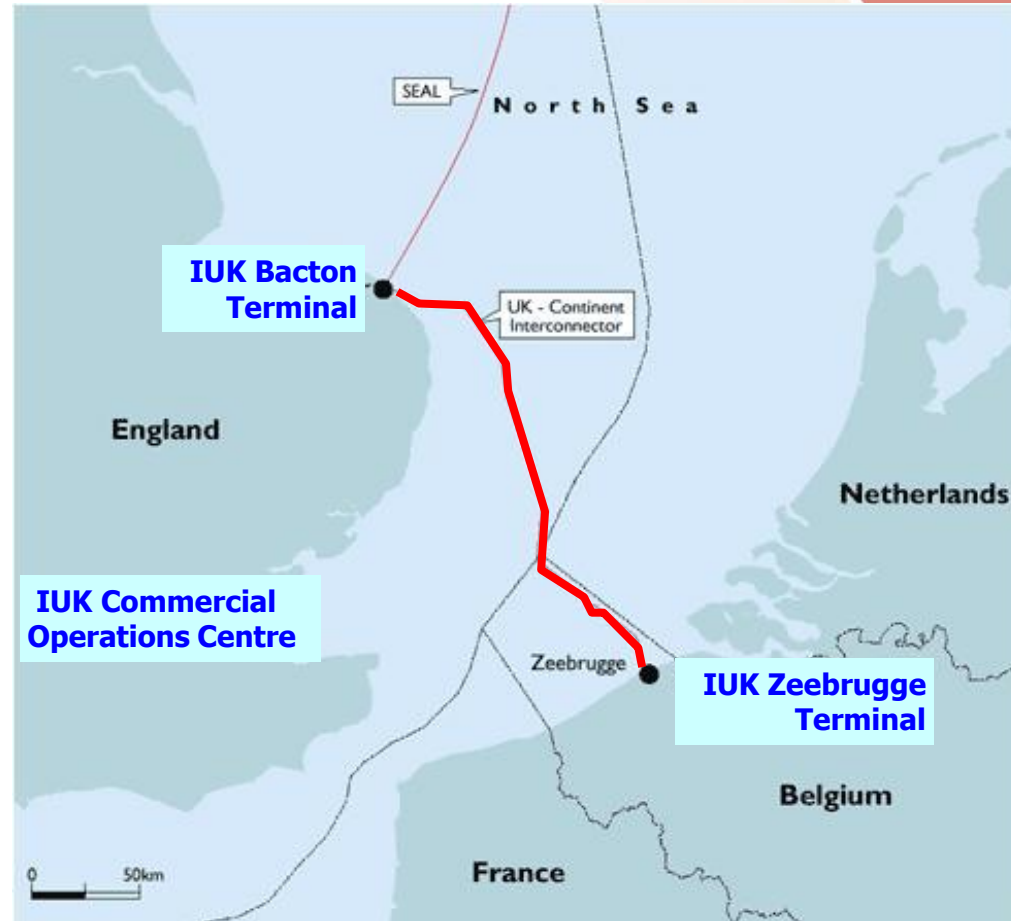 SEAL
North Sea
IUK Bacton
Terminal
UK - Continent
Interconnector
England
Netherlands
IUK Commercial
Operations Centre
Zeebrugge
IUK Zeebrugge
Terminal
Belgium
France
0 50km